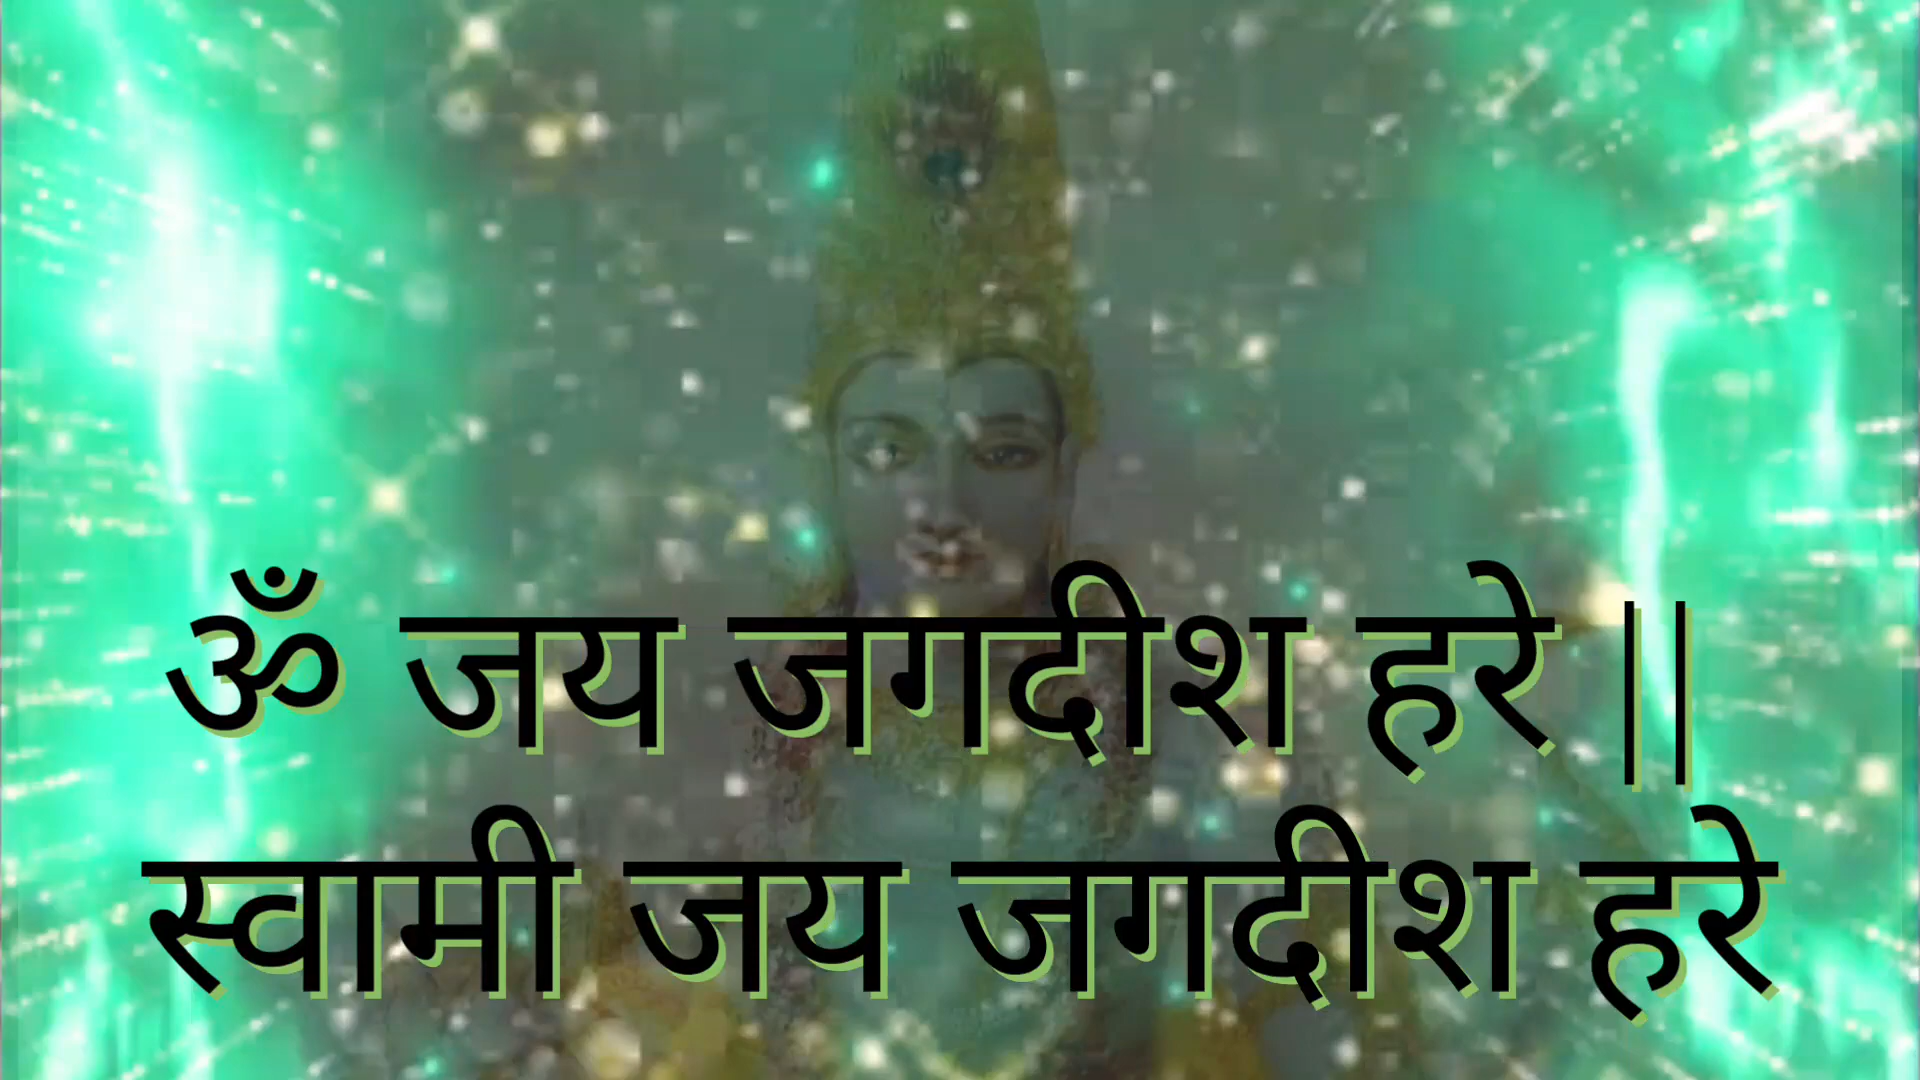 ॐ जय जगदीश हरे ||
स्वामी जय जगदीश हरे